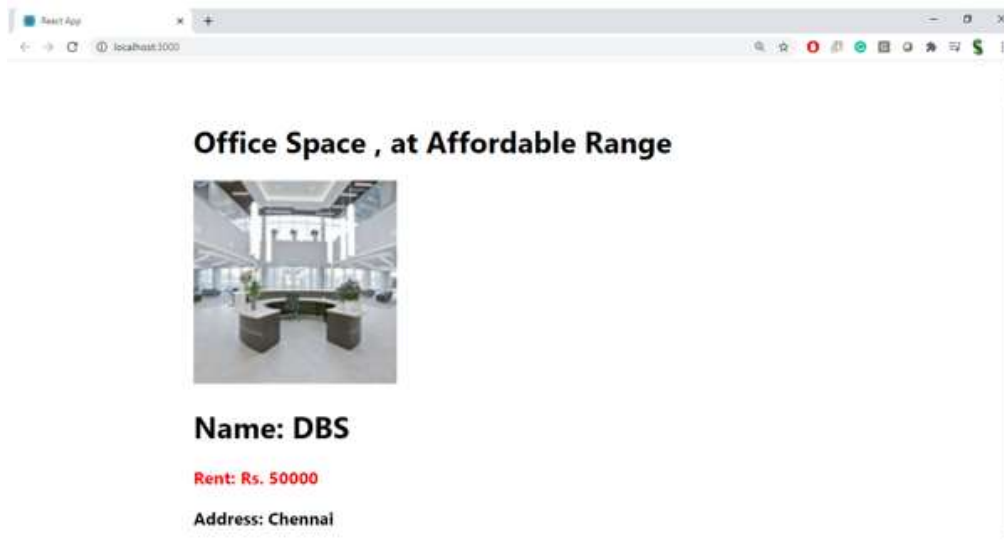 React App
localhost:3000
Office Space , at Affordable Range
Name: DBS
Rent: Rs. 50000
Address: Chennai